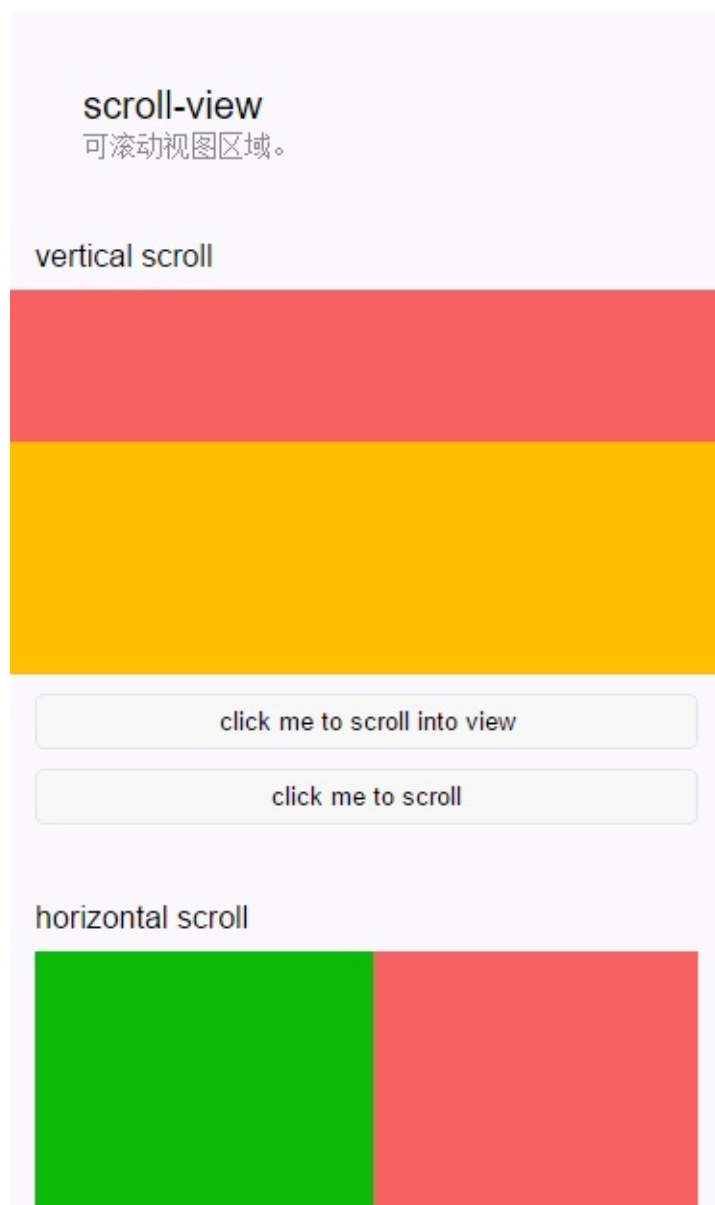 scroll-view
可滚动视图区域。
vertical scroll
click me to scroll into view
click me to scroll
horizontal scroll